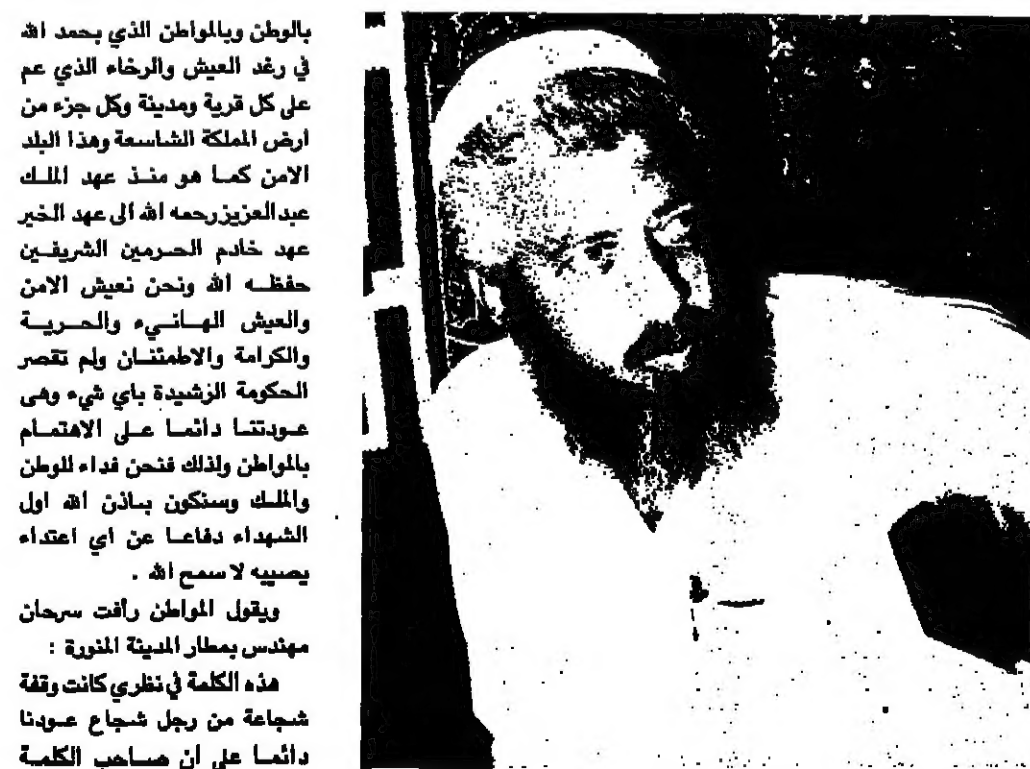 بالوطن وبالمواطن الذي بحمد الله
في رغد العيش والرخاء الذي عم
على كل قرية ومدينة وكل جزء من
ارض المملكة الشاسعة وهذا البلد
الامن كما هو منذ عهد الملك
عبدالعزيز رحمه الله الى عهد الخير
عهد خادم الحرمين الشريفين
حفظه الله ونحن نعيش الامن
والعيش الهانيء والحرية
والكرامة والاطمئنان ولم تقصر
الحكومة الرشيدة باي شيء وهى
عودتنا دائما على الاهتمام
بالمواطن ولذلك فنحن فداء للوطن
والملك وسنكون باذن الله اول
الشهداء دفاعا عن اي اعتداء
يصيبه لا سمح الله .
ويقول المواطن رأفت سرحان
مهندس بمطار المدينة المنورة :
هذه الكلمة في نظري كانت وقفة
شجاعة من رجل شجاع عودنا
دائما على ان صاحب الكلمة